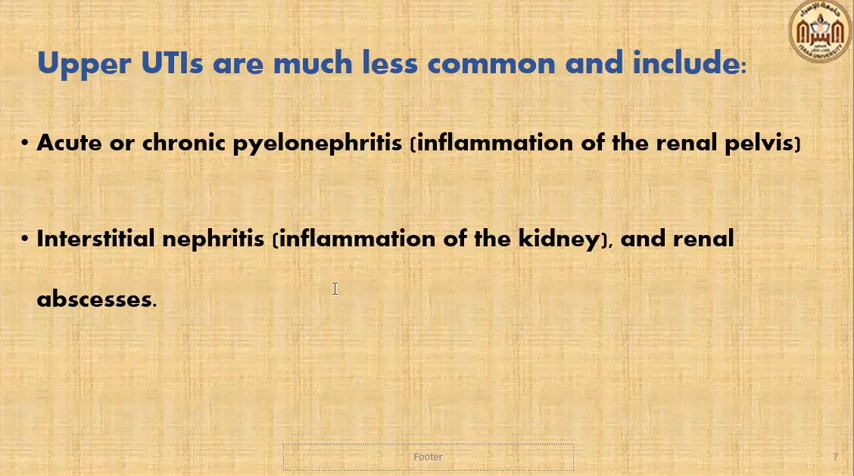 Upper UTIs are much less common and include:
• Acute or chronic pyelonephritis (inflammation of the renal pelvis)
• Interstitial nephritis (inflammation of the kidney), and renal
abscesses.
Footer
7